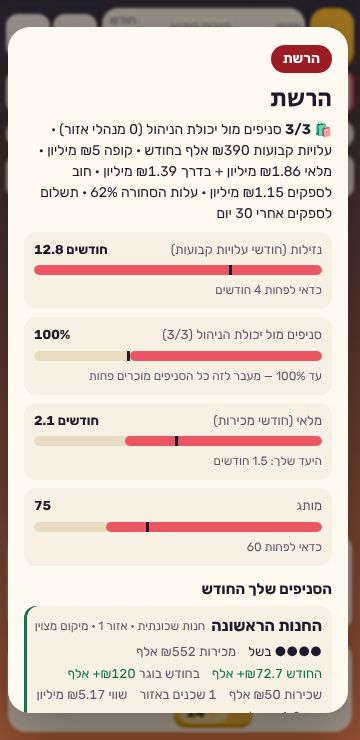 הרשת
הרשת
🛍️ 3/3 סניפים מול יכולת הניהול (0 מנהלי אזור) ·
עלויות קבועות ₪390 אלף בחודש · קופה ₪5 מיליון ·
מלאי ₪1.86 מיליון + בדרך ₪1.39 מיליון · חוב
לספקים ₪1.15 מיליון · עלות הסחורה 62% · תשלום
לספקים אחרי 30 יום
נזילות (חודשי עלויות קבועות) 12.8 חודשים
כדאי לפחות 4 חודשים
סניפים מול יכולת הניהול (3/3) 100%
עד 100% — מעבר לזה כל הסניפים מוכרים פחות
מלאי (חודשי מכירות) 2.1 חודשים
היעד שלך: 1.5 חודשים
מותג 75
כדאי לפחות 60
הסניפים שלך החודש
החנות הראשונה חנות שכונתית · אזור 1 · מיקום מצוין
●●●● בשל מכירות ₪552 אלף
החודש +₪72.7 אלף בחודש בוגר +₪120 אלף
שכירות ₪50 אלף 1 שכנים באזור שווי ₪5.17 מיליון